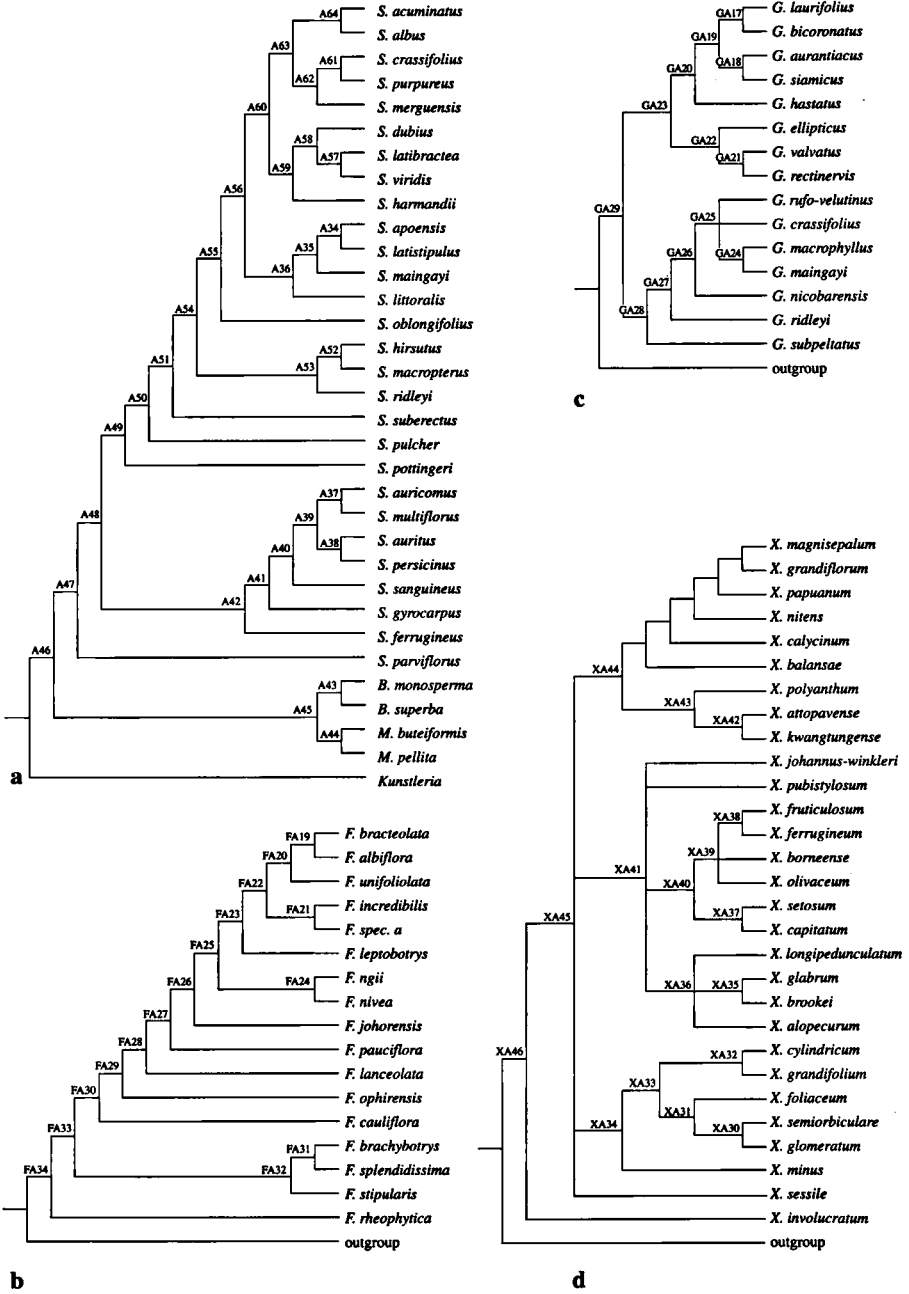 A64
S. acuminatus
S. albus
A63
A61
S. crassifolius
A62
S. purpureus
S. merguensis
A60
S. dubius
A58
A57
S. latibractea
S. viridis
A59
S. harmandii
A56
A34
S. apoensis
A35
S. latistipulus
A36
S. maingayi
S. littoralis
A55
S. oblongifolius
A54
A52
S. hirsutus
A53
S. macropterus
S. ridleyi
A51
S. suberectus
A50
S. pulcher
A49
S. pottingeri
A37
S. auricomus
A39
S. multiflorus
A38
S. auritus
A40
S. persicinus
A41
S. sanguineus
A42
S. gyrocarpus
S. ferrugineus
A48
A47
S. parviflorus
A46
A43
B. monosperma
A45
B. superba
A44
M. buteiformis
M. pellita
Kunstleria
a
FA19
F. bracteolata
FA20
F. albiflora
FA22
F. unifoliolata
FA21
F. incredibilis
F. spec. a
FA23
F. leptobotrys
FA25
FA24
F. ngii
F. nivea
FA26
F. johorensis
FA27
F. pauciflora
FA28
F. lanceolata
FA29
F. ophirensis
FA30
F. cauliflora
FA33
FA31
F. brachybotrys
FA32
F. splendidissima
F. stipularis
FA34
F. rheophytica
outgroup
b
GA17
G. laurifolius
GA19
G. bicoronatus
GA18
G. aurantiacus
GA20
G. siamicus
G. hastatus
GA23
GA22
G. ellipticus
GA21
G. valvatus
G. rectinervis
G. rufo-velutinus
GA29
GA25
G. crassifolius
GA24
G. macrophyllus
GA26
G. maingayi
GA27
G. nicobarensis
GA28
G. ridleyi
G. subpeltatus
outgroup
c
X. magnisepalum
X. grandiflorum
X. papuanum
X. nitens
X. calycinum
XA44
X. balansae
XA43
X. polyanthum
XA42
X. attopavense
X. kwangtungense
X. johannus-winkleri
X. pubistylosum
XA38
X. fruticulosum
XA39
X. ferrugineum
XA41
X. borneense
XA40
X. olivaceum
XA37
X. setosum
XA45
X. capitatum
X. longipedunculatum
XA36
XA35
X. glabrum
X. brookei
X. alopecurum
XA46
XA32
X. cylindricum
XA33
X. grandifolium
XA31
X. foliaceum
XA34
XA30
X. semiorbiculare
X. glomeratum
X. minus
X. sessile
X. involucratum
outgroup
d